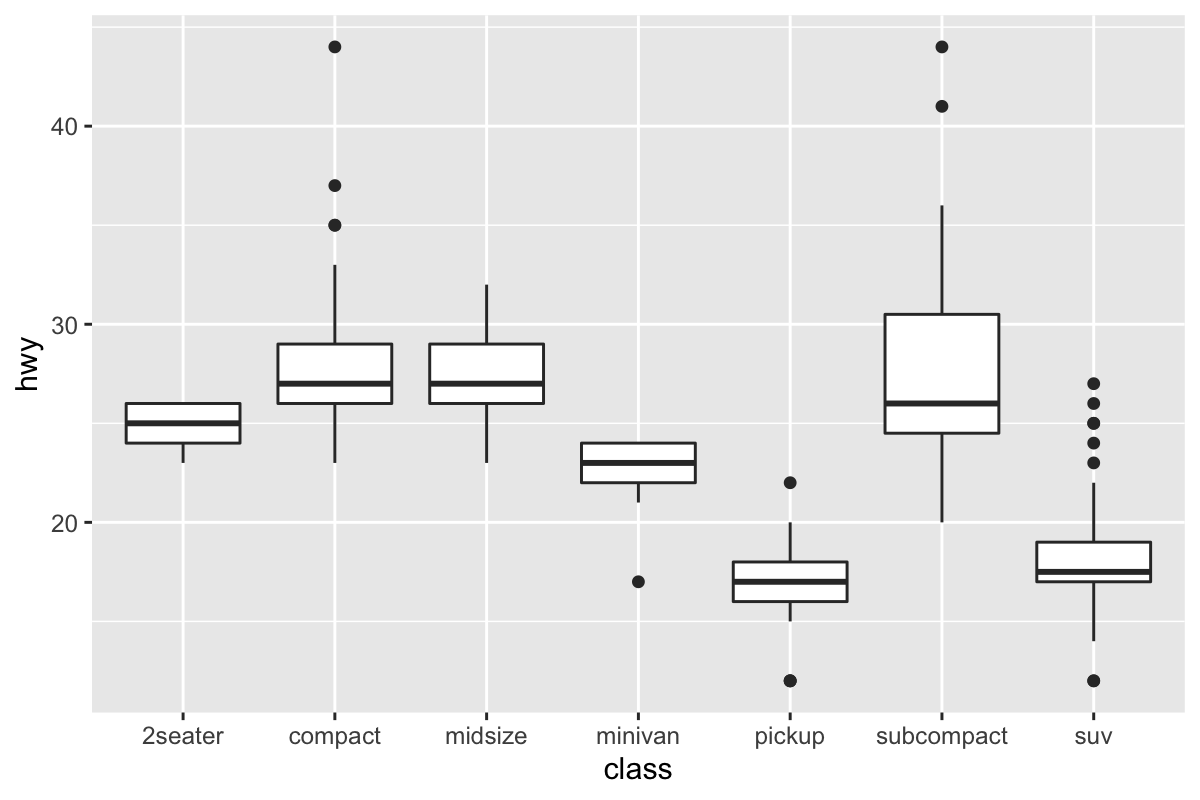 hwy
40
30
20
2seater compact midsize minivan pickup subcompact suv
class